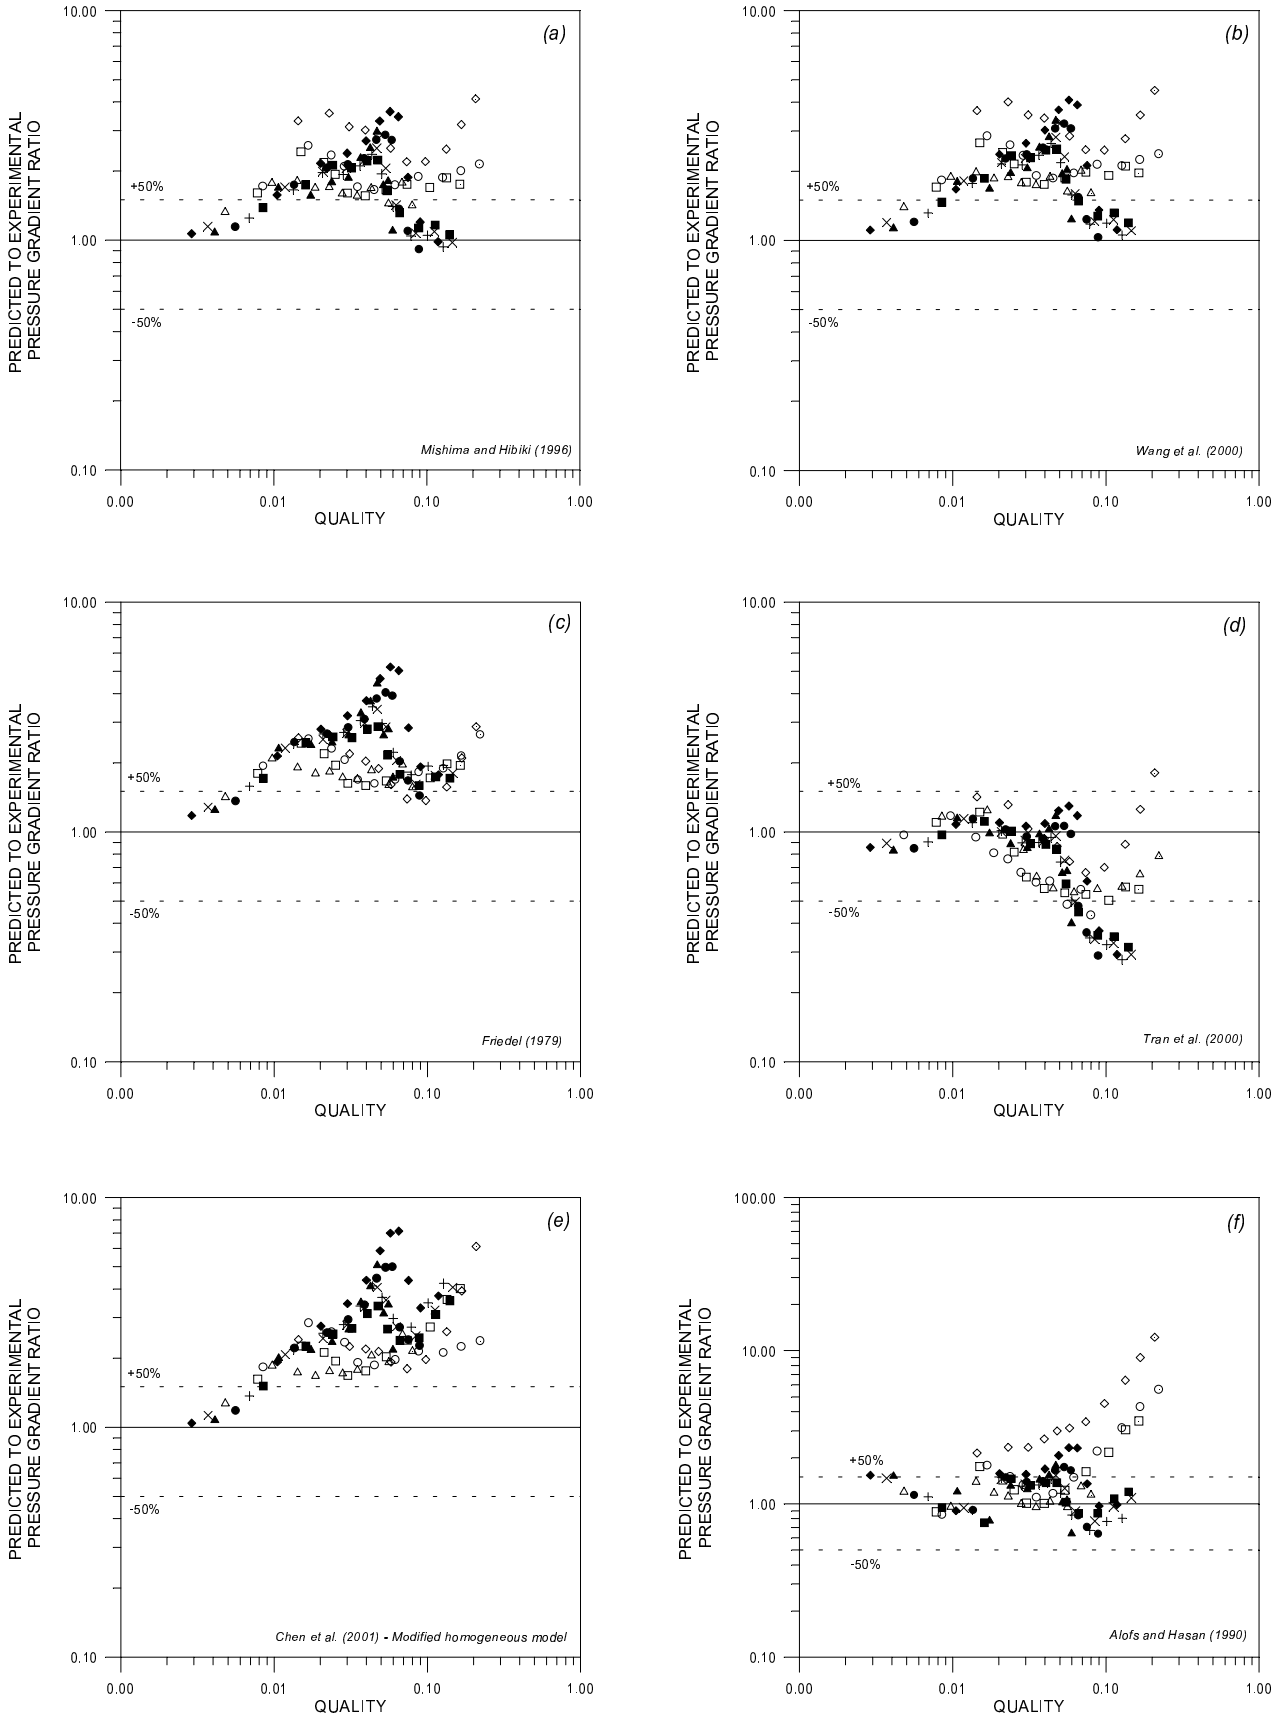 10.00
(a)
PREDICTED TO EXPERIMENTAL
PRESSURE GRADIENT RATIO
+50%
1.00
-50%
Mishima and Hibiki (1996)
0.10
0.00 0.01 0.10 1.00
QUALITY
10.00
(b)
PREDICTED TO EXPERIMENTAL
PRESSURE GRADIENT RATIO
+50%
1.00
-50%
Wang et al. (2000)
0.10
0.00 0.01 0.10 1.00
QUALITY
10.00
(c)
PREDICTED TO EXPERIMENTAL
PRESSURE GRADIENT RATIO
+50%
1.00
-50%
Friedel (1979)
0.10
0.00 0.01 0.10 1.00
QUALITY
10.00
(d)
PREDICTED TO EXPERIMENTAL
PRESSURE GRADIENT RATIO
+50%
1.00
-50%
Tran et al. (2000)
0.10
0.00 0.01 0.10 1.00
QUALITY
10.00
(e)
PREDICTED TO EXPERIMENTAL
PRESSURE GRADIENT RATIO
+50%
1.00
-50%
Chen et al. (2001) - Modified homogeneous model
0.10
0.00 0.01 0.10 1.00
QUALITY
100.00
(f)
PREDICTED TO EXPERIMENTAL
PRESSURE GRADIENT RATIO
10.00
+50%
1.00
-50%
Alofs and Hasan (1990)
0.10
0.00 0.01 0.10 1.00
QUALITY